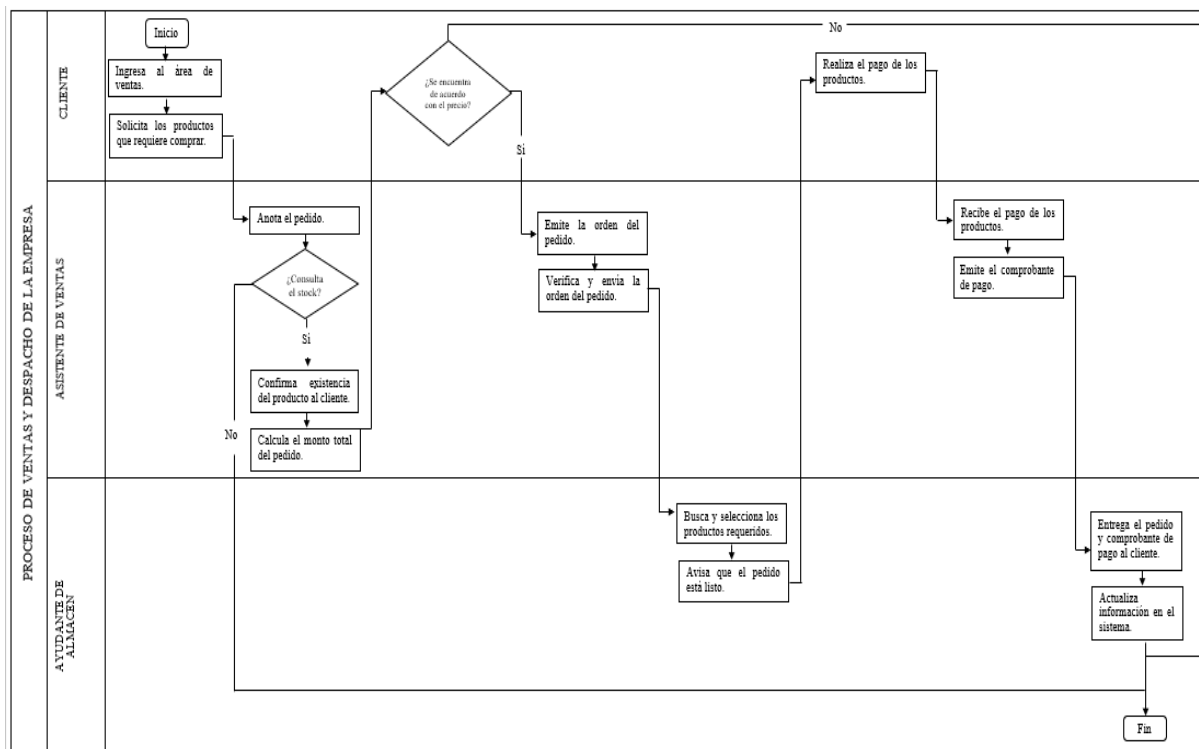 PROCESO DE VENTAS Y DESPACHO DE LA EMPRESA
CLIENTE
Inicio
Ingresa al área de
ventas.
Solicita los productos
que requiere comprar.
¿Se encuentra
de acuerdo
con el precio?
No
Si
Realiza el pago de los
productos.
ASISTENTE DE VENTAS
Anota el pedido.
¿Consulta
el stock?
Si
No
Confirma existencia
del producto al cliente.
Calcula el monto total
del pedido.
Emite la orden del
pedido.
Verifica y envia la
orden del pedido.
Recibe el pago de los
productos.
Emite el comprobante
de pago.
AYUDANTE DE
ALMACEN
Busca y selecciona los
productos requeridos.
Avisa que el pedido
está listo.
Entrega el pedido
y comprobante de
pago al cliente.
Actualiza
información en el
sistema.
Fin